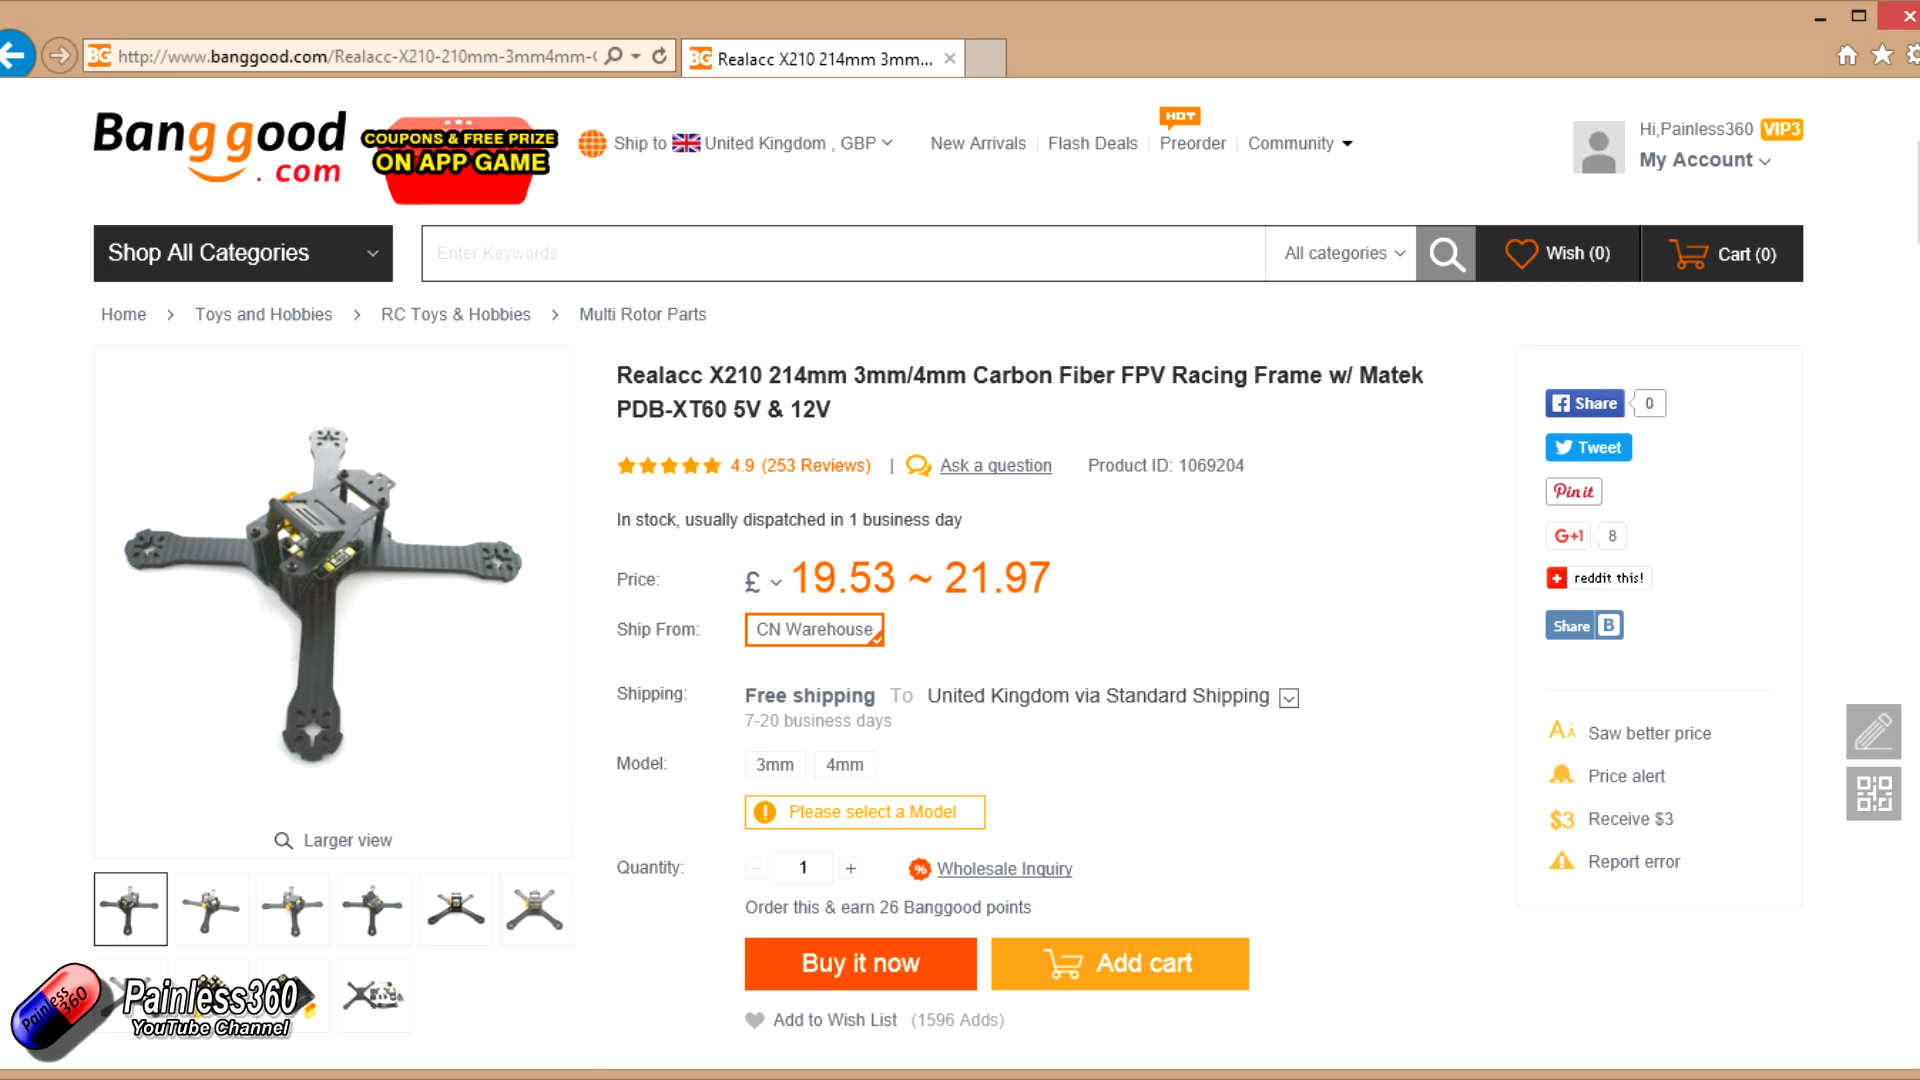 http://www.banggood.com/Realacc-X210-210mm-3mm4mm-
Realacc X210 214mm 3mm...
Banggood
.com
COUPONS & FREE PRIZE
ON APP GAME
Ship to United Kingdom , GBP
New Arrivals
Flash Deals
HOT
Preorder
Community
Hi,Painless360 VIP3
My Account
Shop All Categories
Enter Keywords
All categories
Wish (0)
Cart (0)
Home > Toys and Hobbies > RC Toys & Hobbies > Multi Rotor Parts
Realacc X210 214mm 3mm/4mm Carbon Fiber FPV Racing Frame w/ Matek
PDB-XT60 5V & 12V
4.9 (253 Reviews) | Ask a question Product ID: 1069204
In stock, usually dispatched in 1 business day
Price: £ 19.53 ~ 21.97
Ship From: CN Warehouse
Shipping: Free shipping To United Kingdom via Standard Shipping
7-20 business days
Model: 3mm 4mm
Please select a Model
Quantity: - 1 + % Wholesale Inquiry
Order this & earn 26 Banggood points
Buy it now
Add cart
Add to Wish List (1596 Adds)
Larger view
Share 0
Tweet
Pin it
G+1 8
reddit this!
Share B
Saw better price
Price alert
$3 Receive $3
Report error
Painless360
Painless360
YouTube Channel